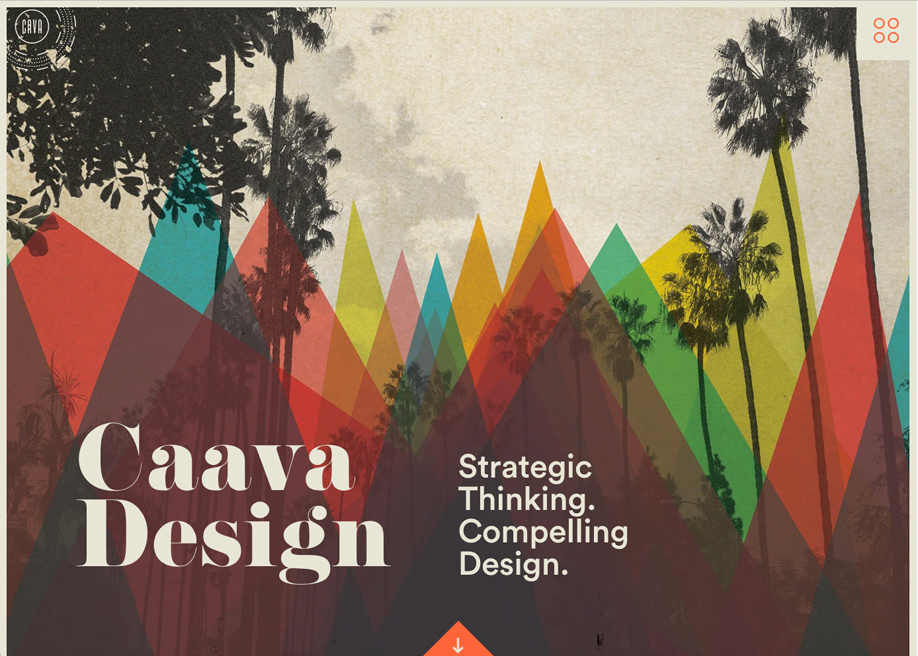 CAVA
Caava
Design
Strategic
Thinking.
Compelling
Design.